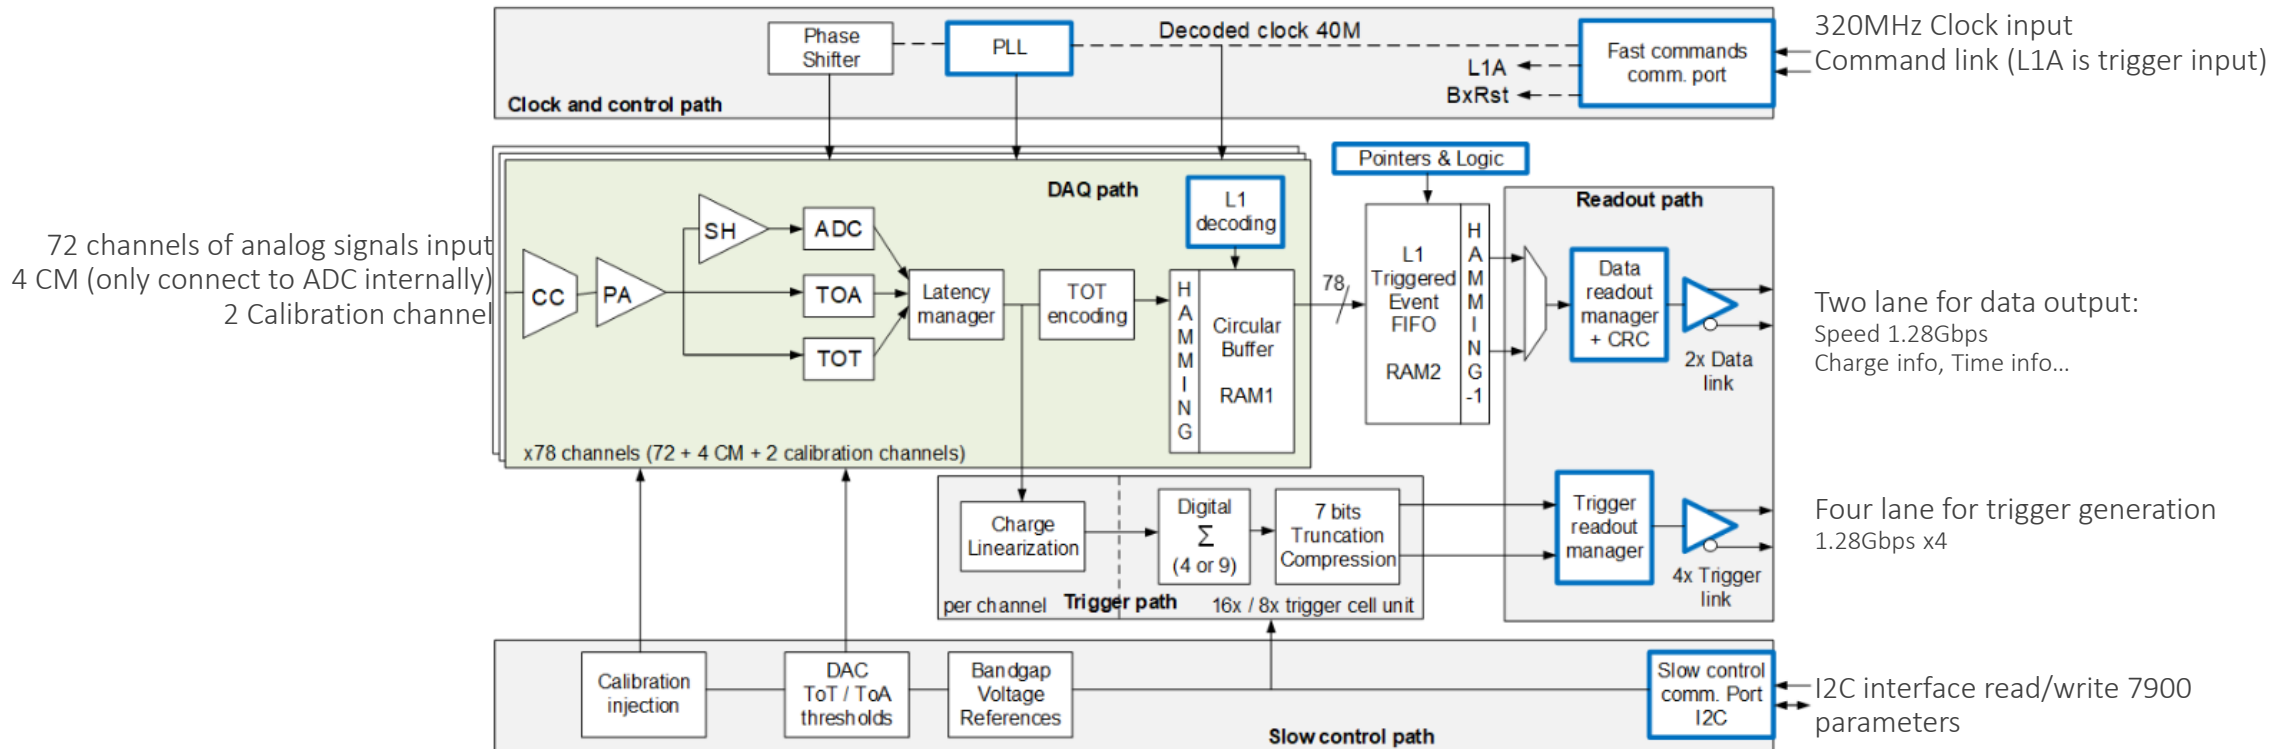 320MHz Clock input
Command link (L1A is trigger input)
Phase
Shifter
PLL
Decoded clock 40M
L1A
BxRst
Fast commands
comm. port
Clock and control path
72 channels of analog signals input
4 CM (only connect to ADC internally)
2 Calibration channel
DAQ path
CC
PA
SH
ADC
TOA
TOT
Latency
manager
TOT
encoding
L1
decoding
H
A
M
M
I
N
G
Circular
Buffer
RAM1
x78 channels (72 + 4 CM + 2 calibration channels)
78
Pointers & Logic
L1
Triggered
Event
FIFO
RAM2
H
A
M
M
I
N
G
-1
Readout path
Data
readout
manager
+ CRC
2x Data
link
Two lane for data output:
Speed 1.28Gbps
Charge info, Time info...
Charge
Linearization
per channel
Trigger path
Digital
Σ
(4 or 9)
7 bits
Truncation
Compression
16x / 8x trigger cell unit
Trigger
readout
manager
4x Trigger
link
Four lane for trigger generation
1.28Gbps x4
Calibration
injection
DAC
ToT / ToA
thresholds
Bandgap
Voltage
References
Slow control path
Slow control
comm. Port
I2C
I2C interface read/write 7900
parameters